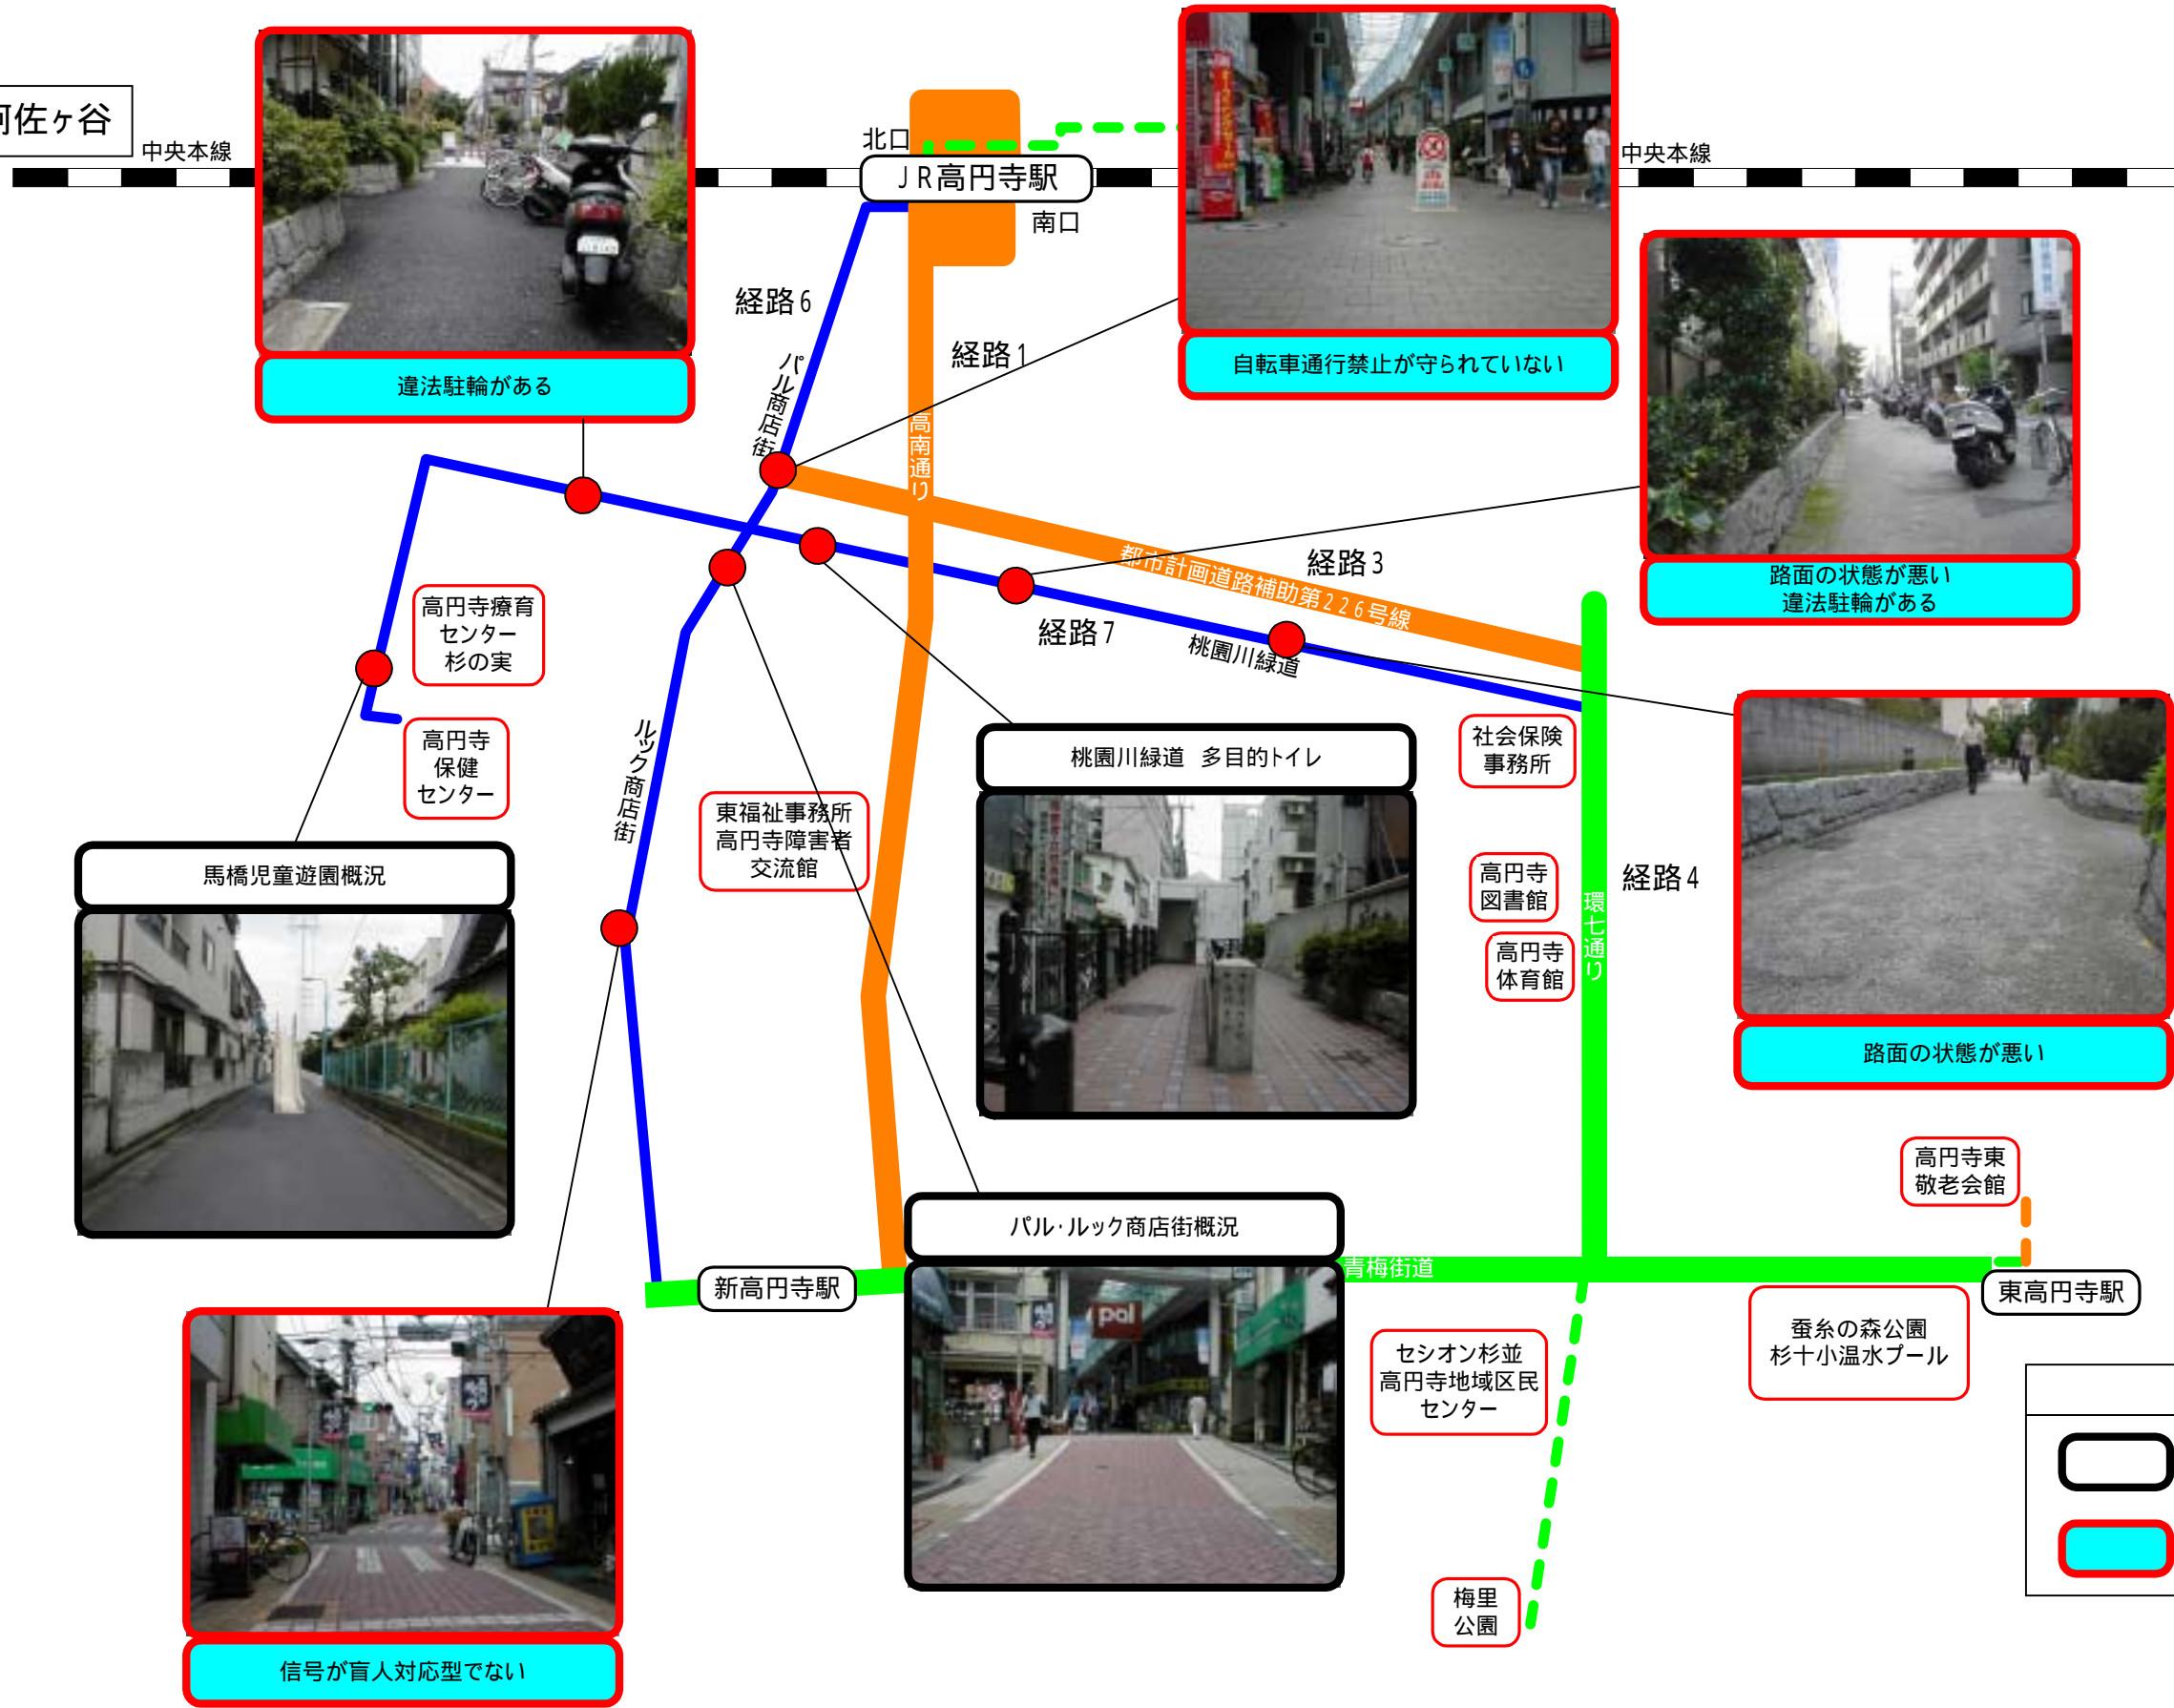 阿佐ヶ谷
中央本線
北口
ＪＲ高円寺駅
南口
中央本線
経路6
経路1
パル商店街
高南通り
違法駐輪がある
自転車通行禁止が守られていない
路面の状態が悪い
違法駐輪がある
経路3
都市計画道路補助第226号線
経路7
桃園川緑道
高円寺療育
センター
杉の実
高円寺
保健
センター
ルック商店街
東福祉事務所
高円寺障害者
交流館
桃園川緑道 多目的トイレ
社会保険
事務所
高円寺
図書館
高円寺
体育館
環七通り
経路4
路面の状態が悪い
馬橋児童遊園概況
高円寺東
敬老会館
パル・ルック商店街概況
pal
新高円寺駅
青梅街道
東高円寺駅
蚕糸の森公園
杉十小温水プール
セシオン杉並
高円寺地域区民
センター
梅里
公園
信号が盲人対応型でない